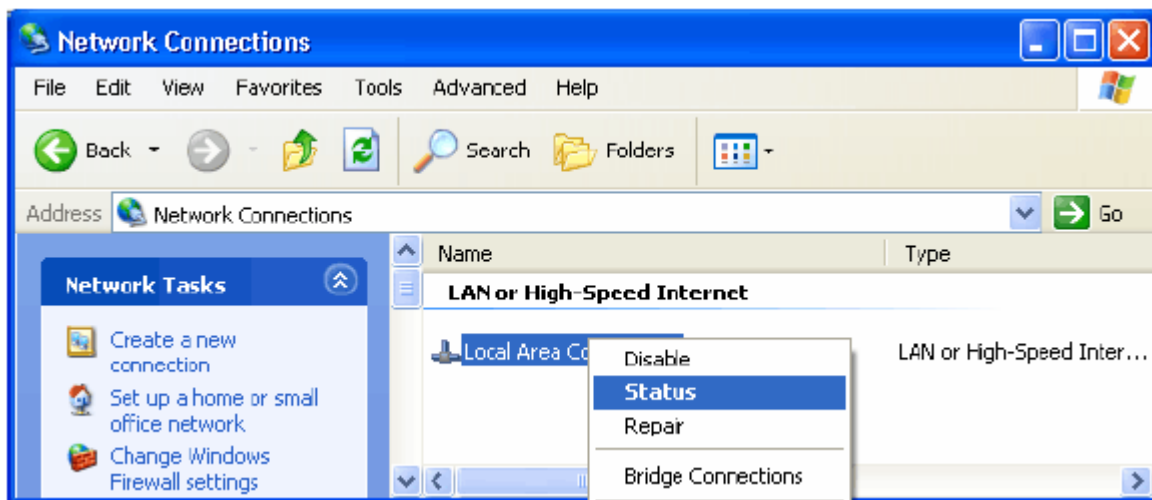 Network Connections
File Edit View Favorites Tools Advanced Help
Back Search Folders
Address Network Connections Go
Name Type
Network Tasks
LAN or High-Speed Internet
Create a new
connection
Set up a home or small
office network
Change Windows
Firewall settings
Local Area Co LAN or High-Speed Inter...
Disable
Status
Repair
Bridge Connections